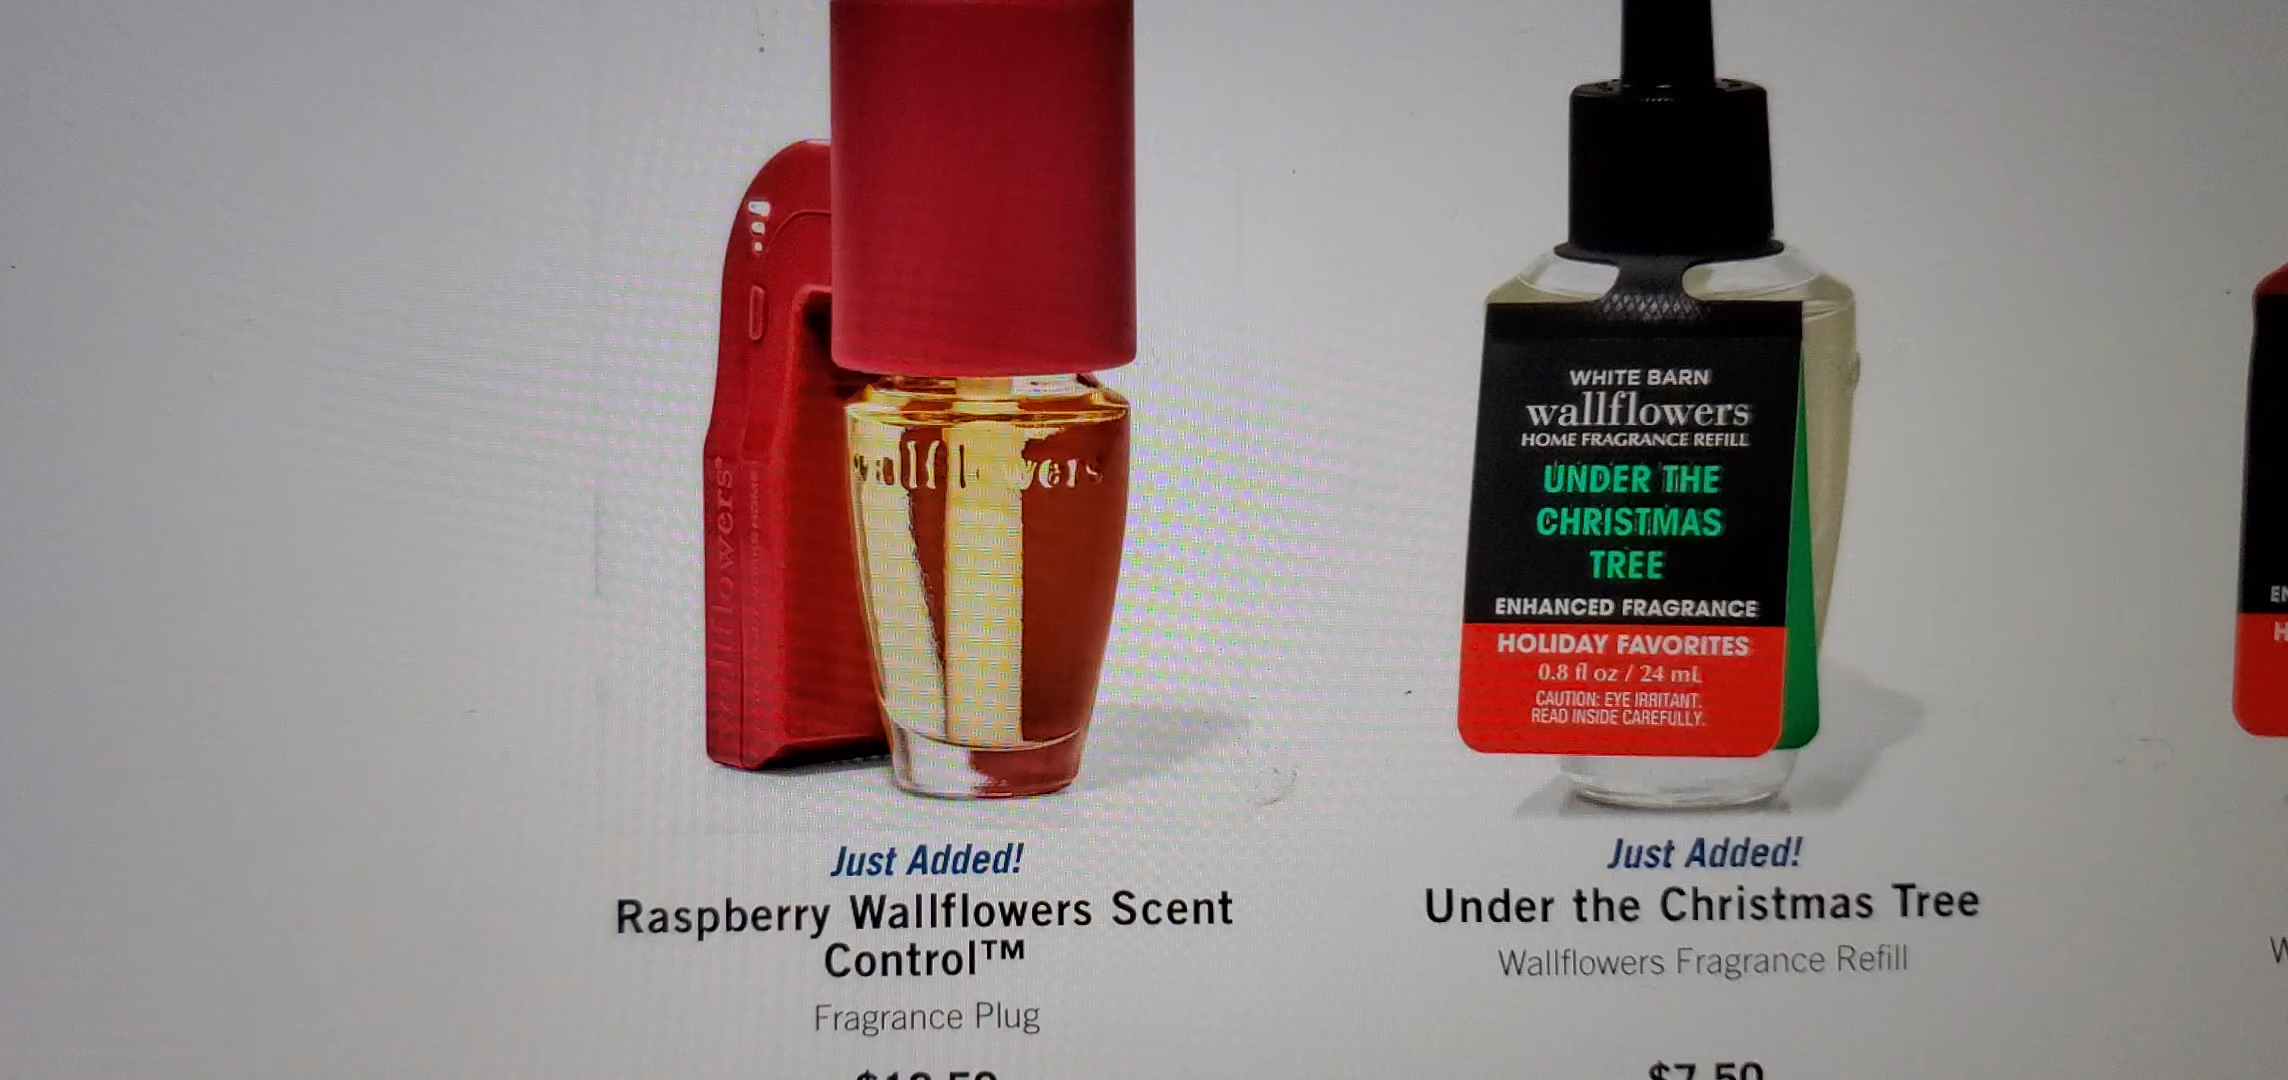 wallflowers
wallflowers
WHITE BARN
wallflowers
HOME FRAGRANCE REFILL
UNDER THE
CHRISTMAS
TREE
ENHANCED FRAGRANCE
HOLIDAY FAVORITES
0.8 fl oz / 24 mL
CAUTION: EYE IRRITANT.
READ INSIDE CAREFULLY.
Just Added!
Raspberry Wallflowers Scent
Control™
Fragrance Plug
Just Added!
Under the Christmas Tree
Wallflowers Fragrance Refill
$7.50